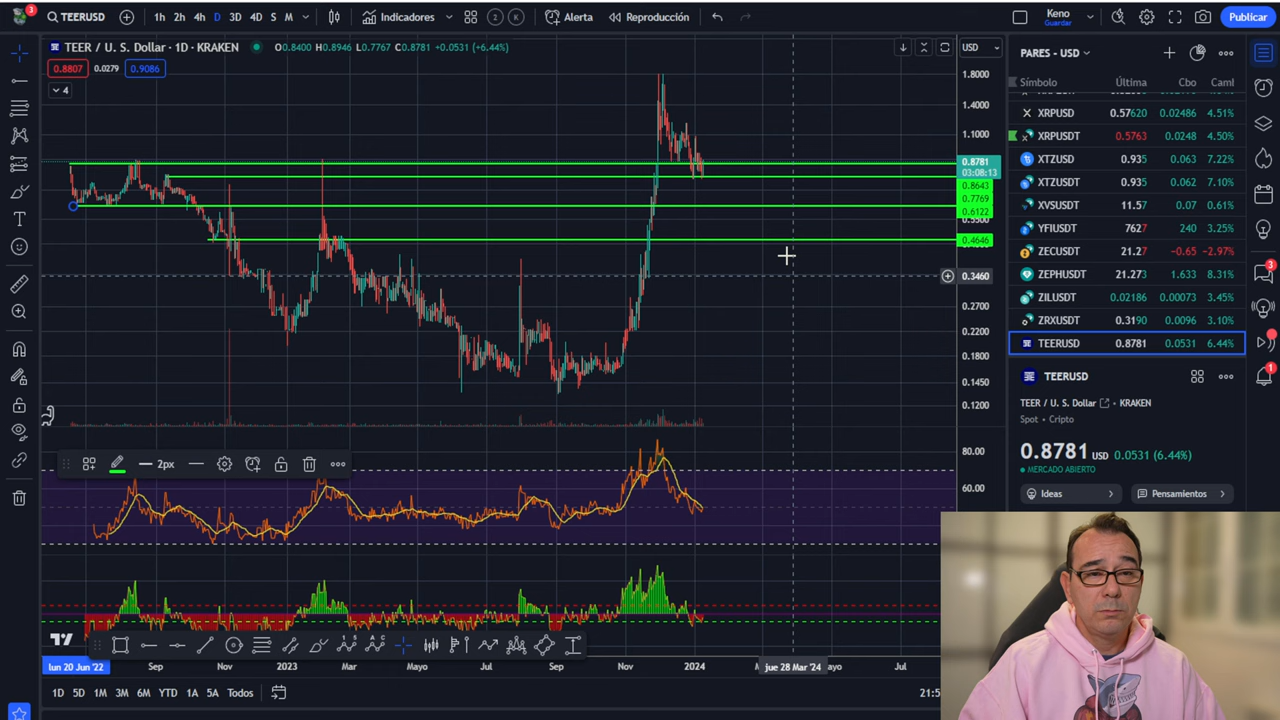 3
TEERUSD
1h 2h 4h D 3D 4D S M
Indicadores
2 K
Alerta
Reproducción
Keno
Guardar
Publicar
TEER / U. S. Dollar · 1D · KRAKEN
O0.8400 H0.8946 L0.7767 C0.8781 +0.0531 (+6.44%)
USD
0.8807 0.0279 0.9086
4
1.8000
1.4000
1.1000
0.8781
03:08:13
0.8643
0.7769
0.6122
0.4646
0.3460
0.2700
0.2200
0.1800
0.1450
0.1200
80.00
60.00
2px
lun 20 Jun '22 Sep Nov 2023 Mar Mayo Jul Sep Nov 2024 jue 28 Mar '24 Jul
1D 5D 1M 3M 6M YTD 1A 5A Todos
PARES - USD
Símbolo Última Cbo Caml
XRPUSD 0.57620 0.02486 4.51%
XRPUSDT 0.5763 0.0248 4.50%
XTZUSD 0.935 0.063 7.22%
XTZUSDT 0.935 0.062 7.10%
XVSUSDT 11.57 0.07 0.61%
YFIUSDT 7627 240 3.25%
ZECUSDT 21.27 -0.65 -2.97%
ZEPHUSDT 21.273 1.633 8.31%
ZILUSDT 0.02186 0.00073 3.45%
ZRXUSDT 0.3190 0.0096 3.10%
TEERUSD 0.8781 0.0531 6.44%
TEERUSD
TEER / U. S. Dollar KRAKEN
Spot • Cripto
0.8781 USD 0.0531 (6.44%)
MERCADO ABIERTO
Ideas
Pensamientos
3
1